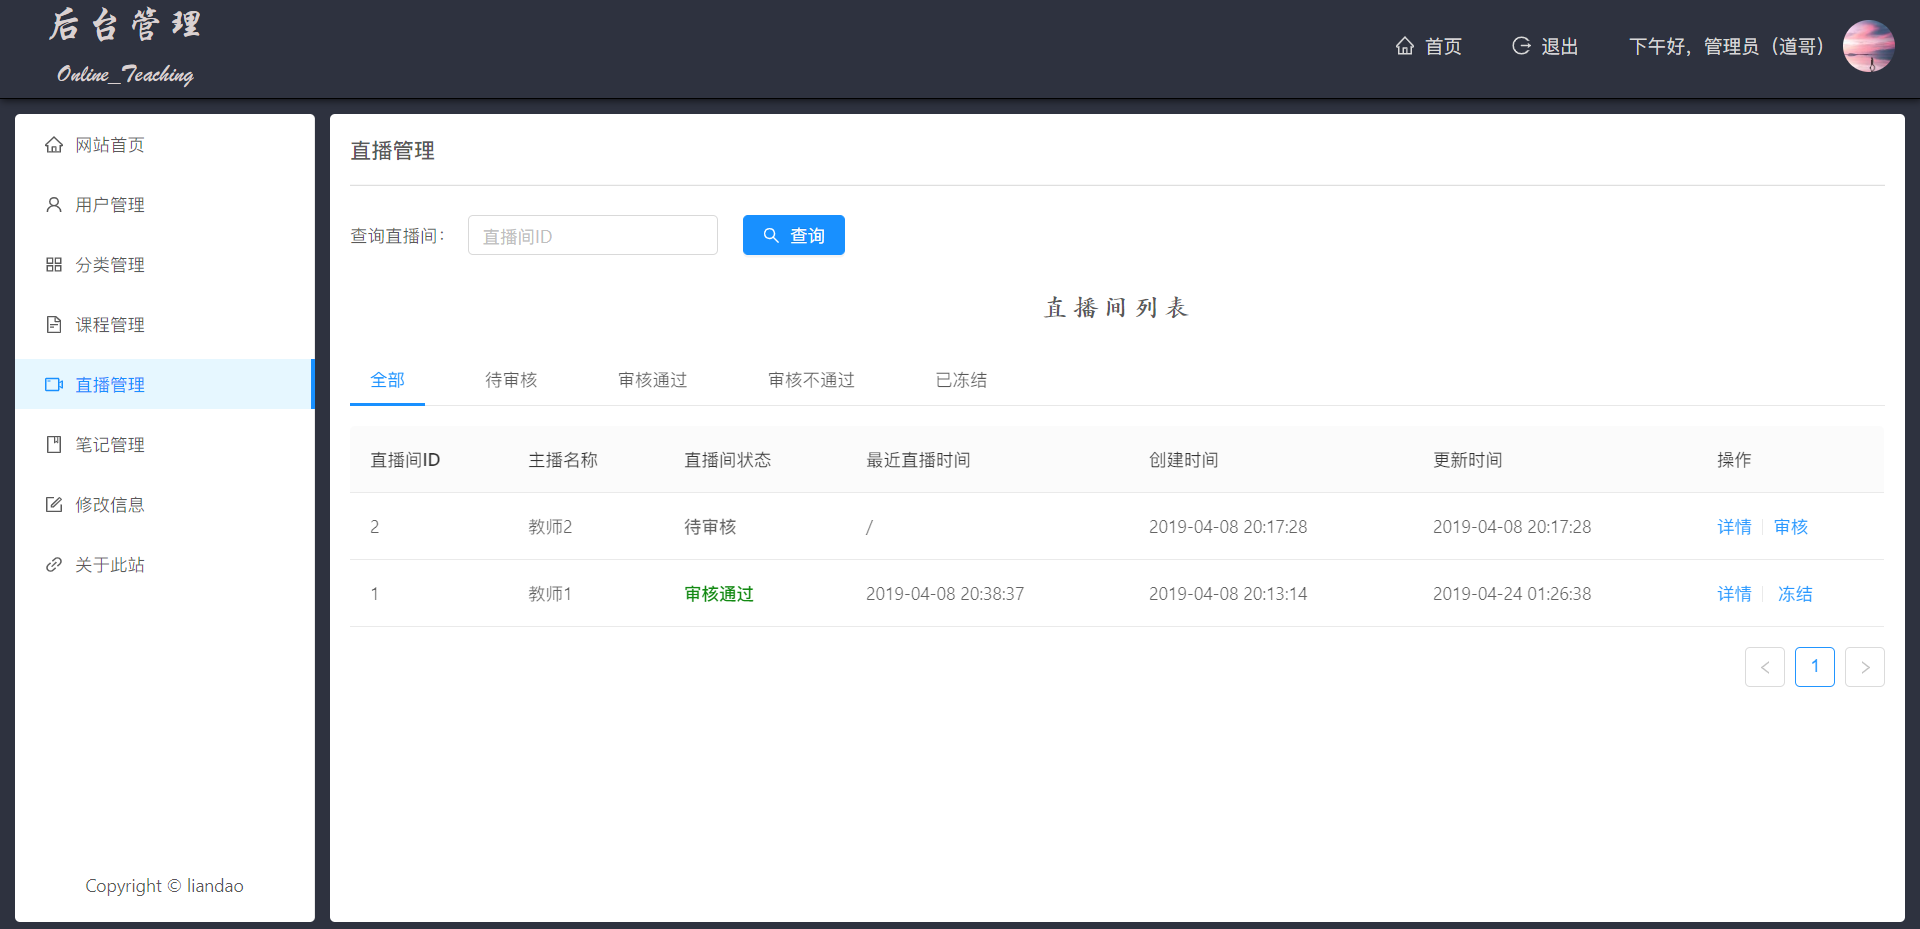 后台管理
Online_Teaching
首页 退出 下午好，管理员（道哥）
网站首页
用户管理
分类管理
课程管理
直播管理
笔记管理
修改信息
关于此站
Copyright © liandao
直播管理
查询直播间： 直播间ID 查询
直播间列表
全部 待审核 审核通过 审核不通过 已冻结
直播间ID 主播名称 直播间状态 最近直播时间 创建时间 更新时间 操作
2 教师2 待审核 / 2019-04-08 20:17:28 2019-04-08 20:17:28 详情 审核
1 教师1 审核通过 2019-04-08 20:38:37 2019-04-08 20:13:14 2019-04-24 01:26:38 详情 冻结
< 1 >